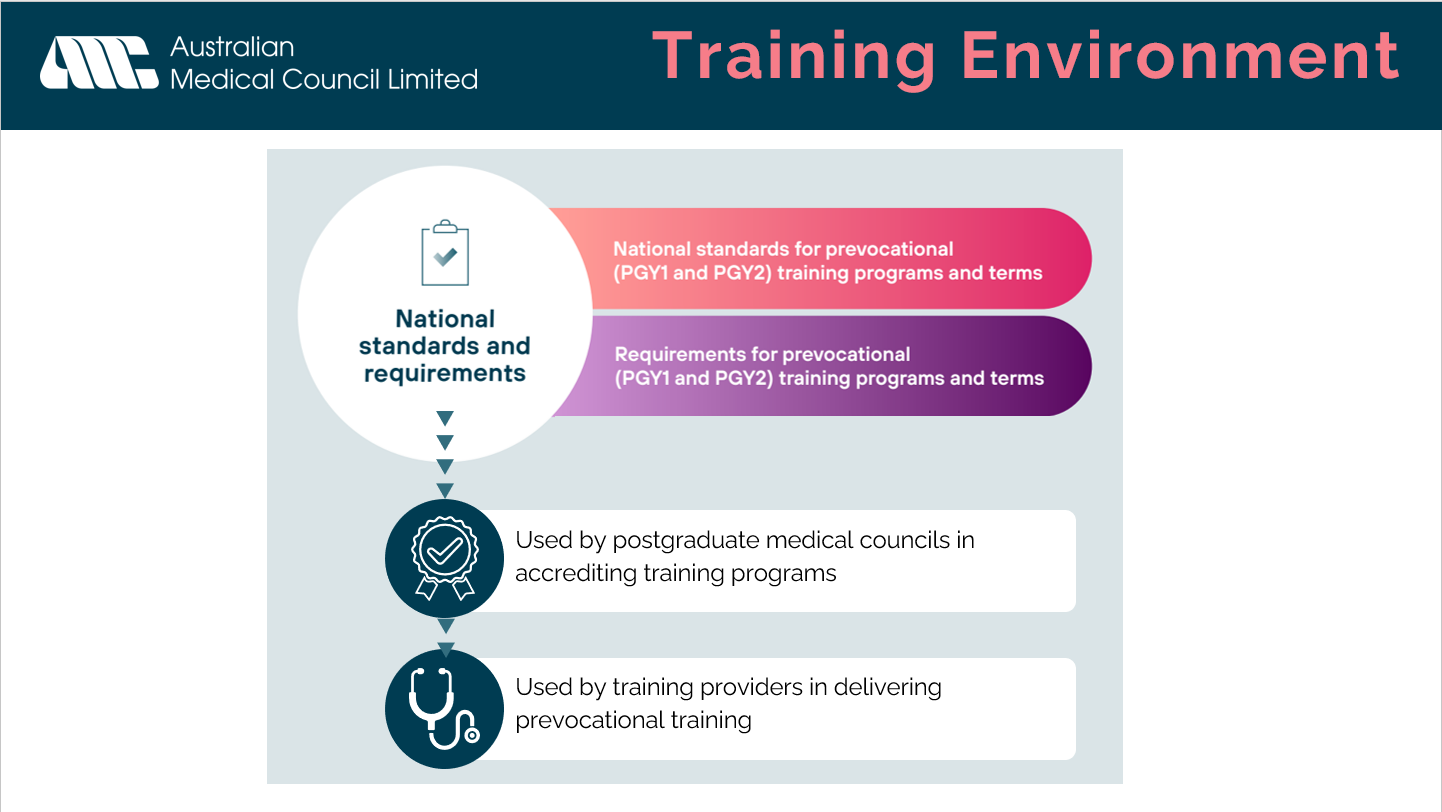 Australian
Medical Council Limited
Training Environment
National
standards and
requirements
National standards for prevocational
(PGY1 and PGY2) training programs and terms
Requirements for prevocational
(PGY1 and PGY2) training programs and terms
Used by postgraduate medical councils in
accrediting training programs
Used by training providers in delivering
prevocational training